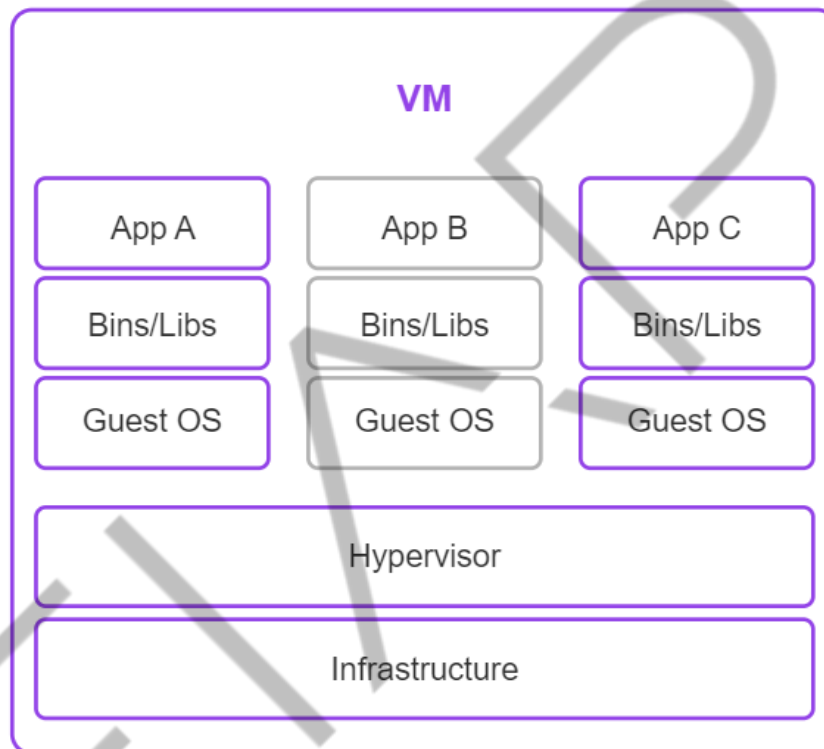 VM
App A App B App C
Bins/Libs Bins/Libs Bins/Libs
Guest OS Guest OS Guest OS
Hypervisor
Infrastructure